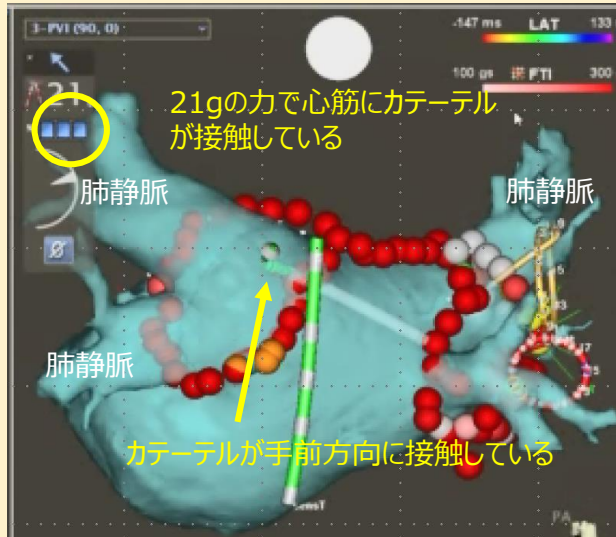 3-PVI (90, 0)
-147 ms LAT 133
100 gs FTI 300
21
21gの力で心筋にカテーテル
が接触している
肺静脈
肺静脈
肺静脈
カテーテルが手前方向に接触している
PA